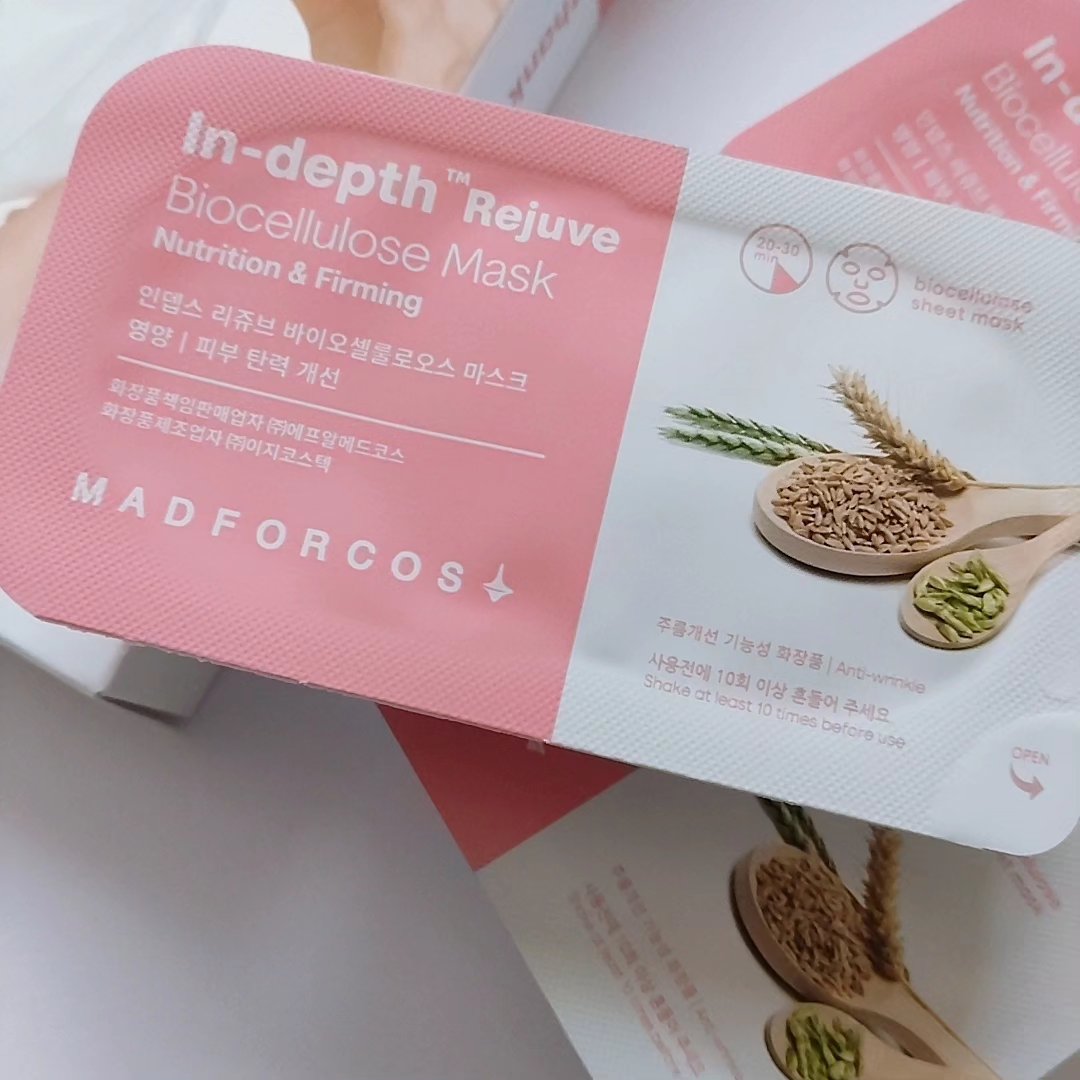 In-depth™ Rejuve
Biocellulose Mask
Nutrition & Firming
인뎁스 리쥬브 바이오셀룰로오스 마스크
영양 | 피부 탄력 개선
화장품책임판매업자 ㈜에프알메드코스
화장품제조업자 ㈜이지코스텍
MADFORCOS
20-30
min
biocellulose
sheet mask
주름개선 기능성 화장품 | Anti-wrinkle
사용전에 10회 이상 흔들어 주세요
Shake at least 10 times before use
OPEN
In-d
Biocellulo
Nutrition & Firm